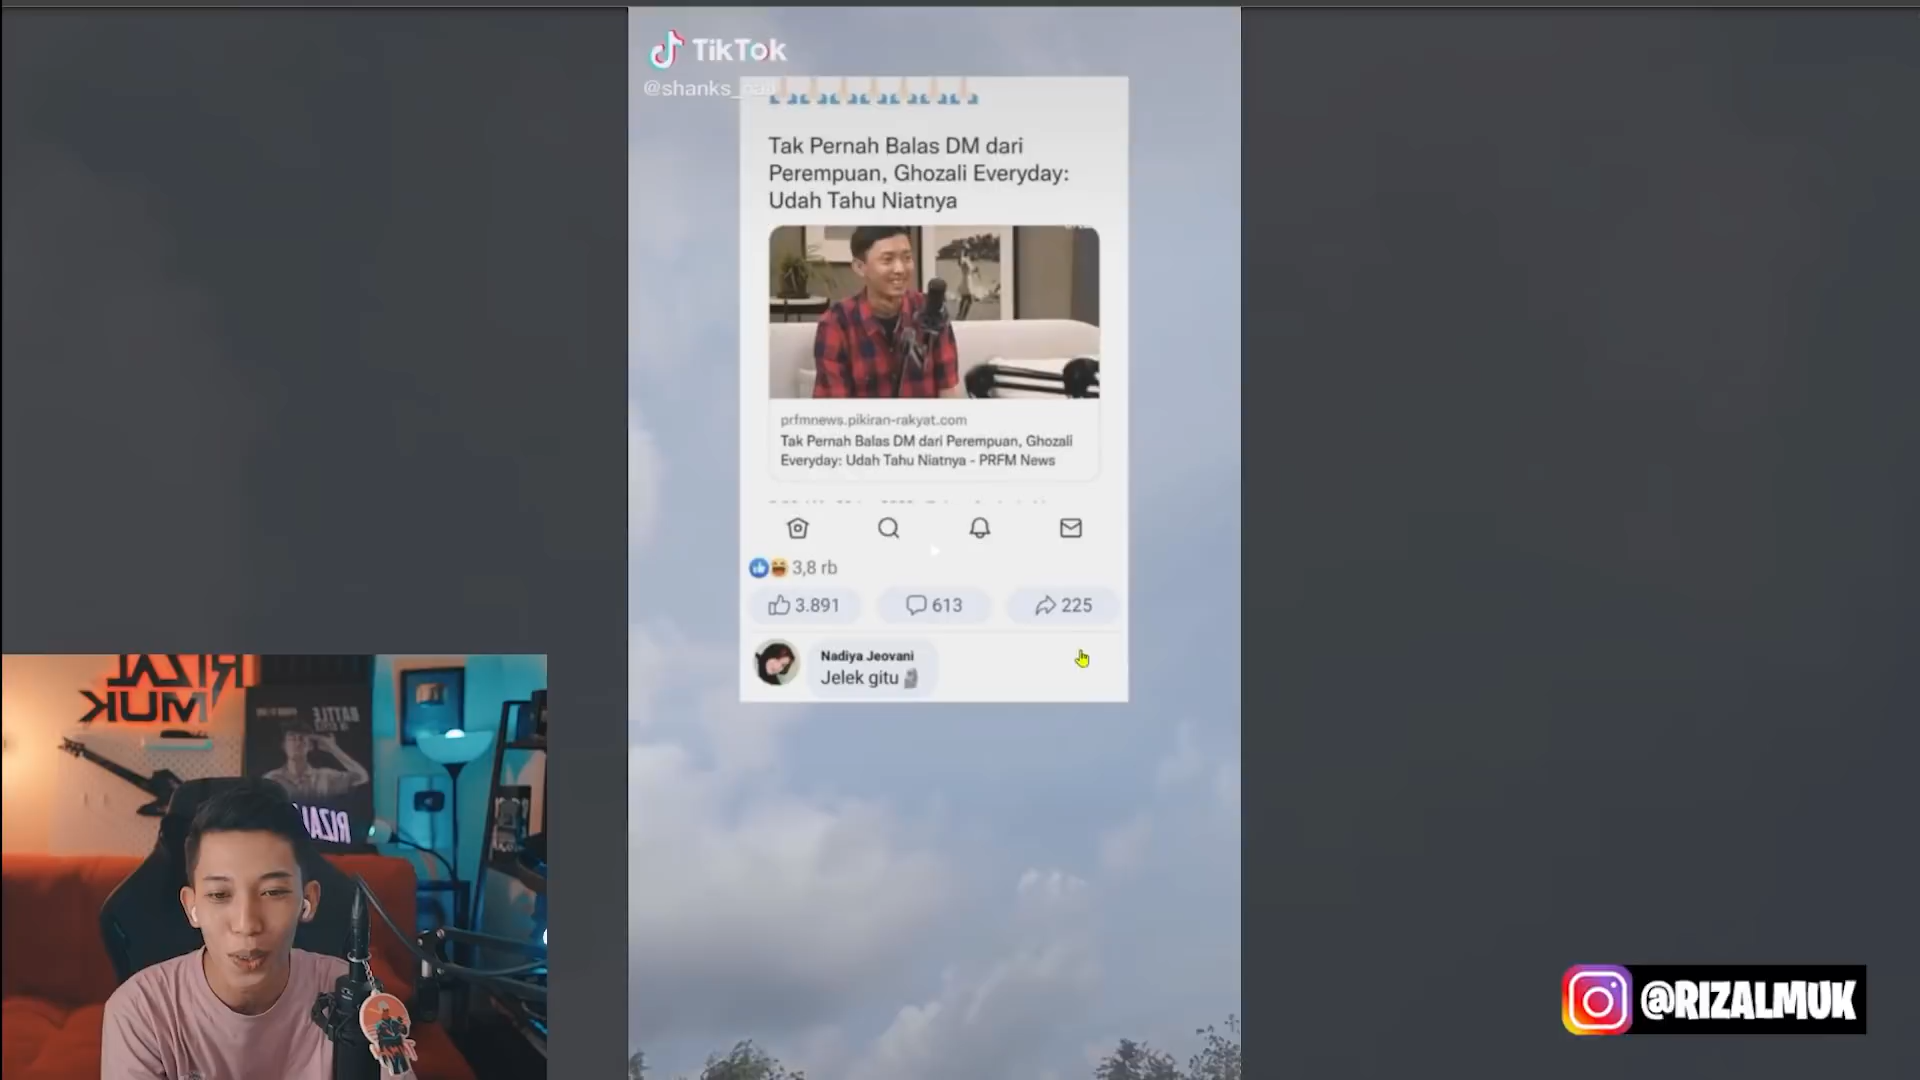 TikTok
@shanks_
Tak Pernah Balas DM dari
Perempuan, Ghozali Everyday:
Udah Tahu Niatnya
prfmnews.pikiran-rakyat.com
Tak Pernah Balas DM dari Perempuan, Ghozali
Everyday: Udah Tahu Niatnya - PRFM News
3,8 rb
3.891
613
225
Nadiya Jeovani
Jelek gitu
RIZAL
MUK
BATTLE
RIZAL
@RIZALMUK